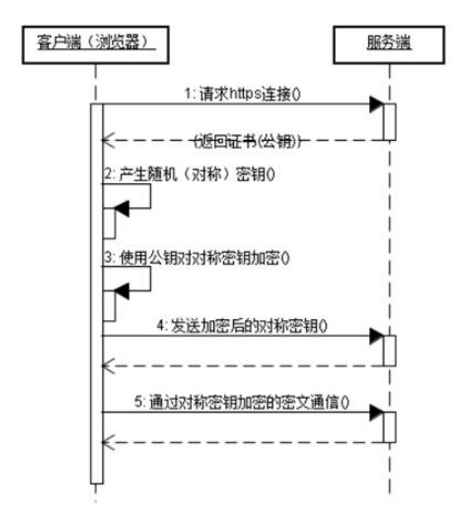 客户端（浏览器）
服务端
1: 请求https连接()
(返回证书(公钥))
2: 产生随机（对称）密钥()
3: 使用公钥对对称密钥加密()
4: 发送加密后的对称密钥()
5: 通过对称密钥加密的密文通信()